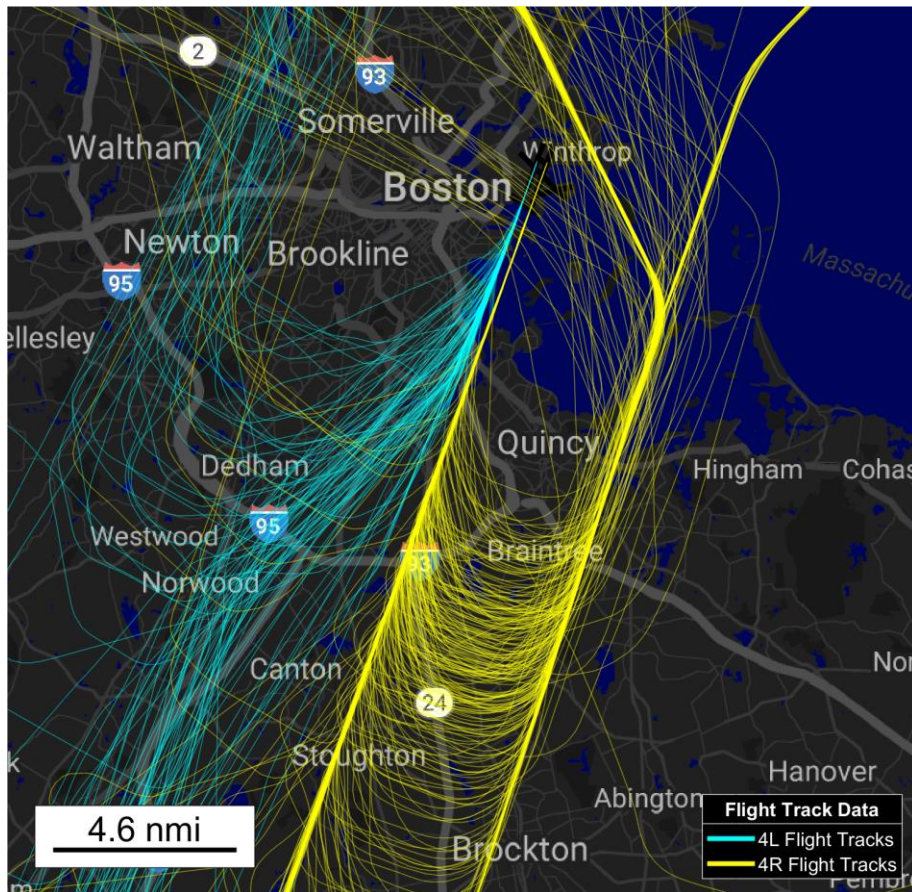 2
93
Somerville
Waltham
Winthrop
Boston
Newton
Brookline
95
Massachu
ellesley
Quincy
Hingham
Cohas
Dedham
95
Westwood
Braintree
93
Norwood
Canton
Nor
24
Stoughton
k
Hanover
Abington
4.6 nmi
Flight Track Data
4L Flight Tracks
4R Flight Tracks
Brockton
m
Pembro